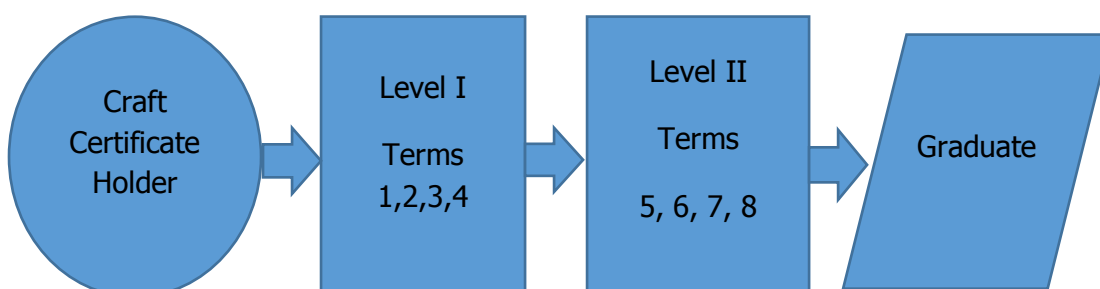 Craft
Certificate
Holder
Level I
Terms
1,2,3,4
Level II
Terms
5, 6, 7, 8
Graduate